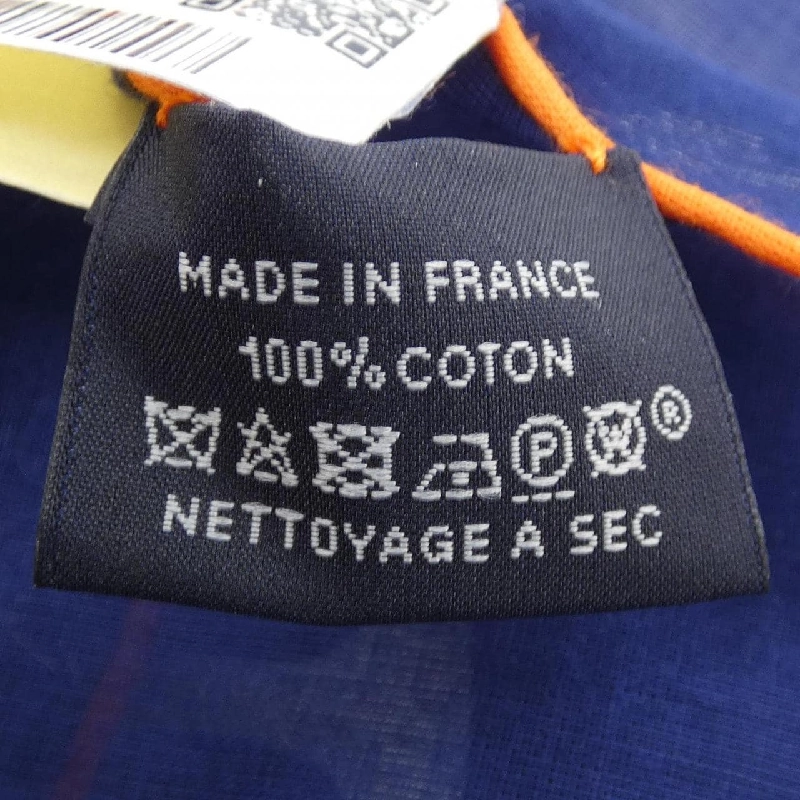 MADE IN FRANCE
100% COTON
P W ®
NETTOYAGE A SEC